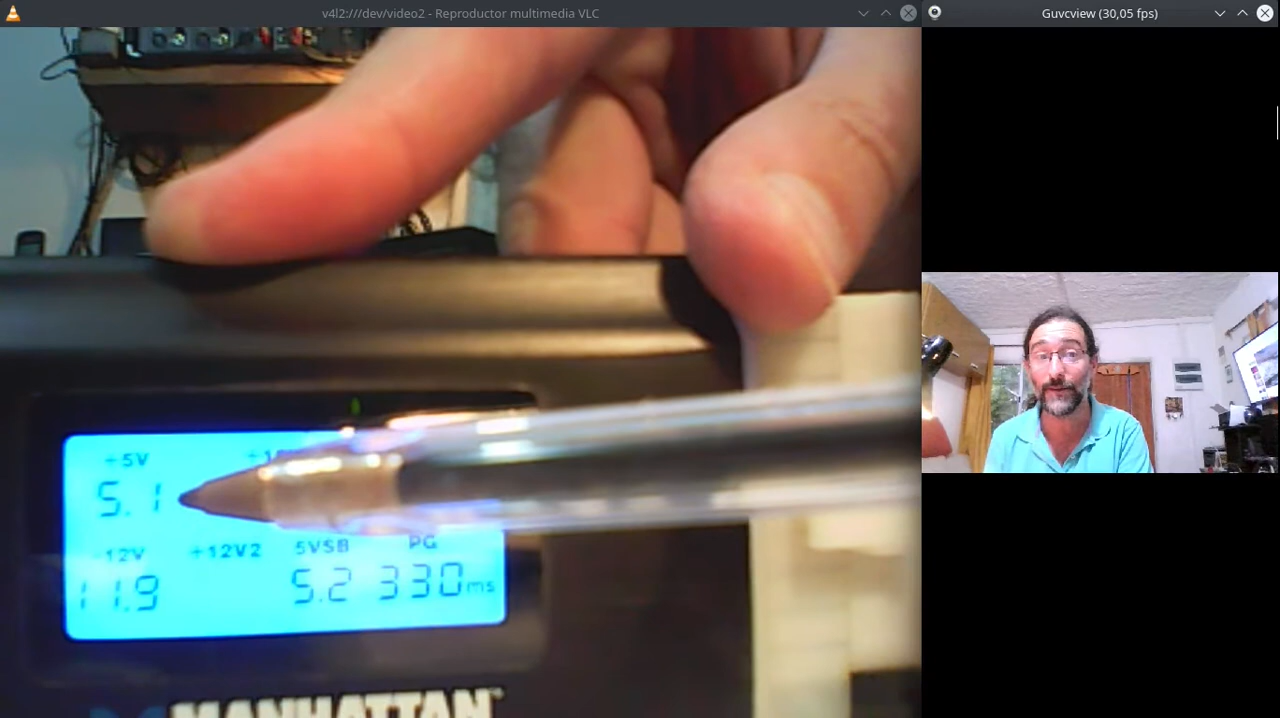 v4l2:///dev/video2 - Reproductor multimedia VLC
Guvcview (30,05 fps)
+5V
5.1
-12V +12V2 5VSB PG
11.9 5.2 330ms
MANHATTAN